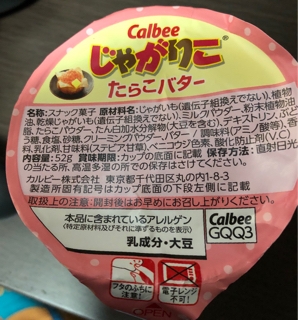 Calbee
じゃがりこ
たらこバター
名称:スナック菓子 原材料名:じゃがいも(遺伝子組換えでない)、植物
油、乾燥じゃがいも(遺伝子組換えでない)、ミルクパウダー、粉末植物油
脂、たらこパウダー、たん白加水分解物(大豆を含む)、デキストリン、ぶど
う糖、食塩、砂糖、クリーミングパウダー、バター / 調味料(アミノ酸等)、香
料、乳化剤、甘味料(ステビア、甘草)、ベニコウジ色素、酸化防止剤(V.C)
内容量:52g 賞味期限:カップの底面に記載 保存方法:直射日光
の当たる所、高温多湿の所での保存はさけてください。
カルビー株式会社 東京都千代田区丸の内1-8-3
製造所固有記号はカップ底面の下段左側に記載
取扱上の注意:開封後はお早めにお召し上がりください。
本品に含まれているアレルゲン
(特定原材料及びそれに準ずるものを表示)
乳成分・大豆
Calbee
GQQ3
フタのふちに
注意!
電子レンジ
不可!
OPEN